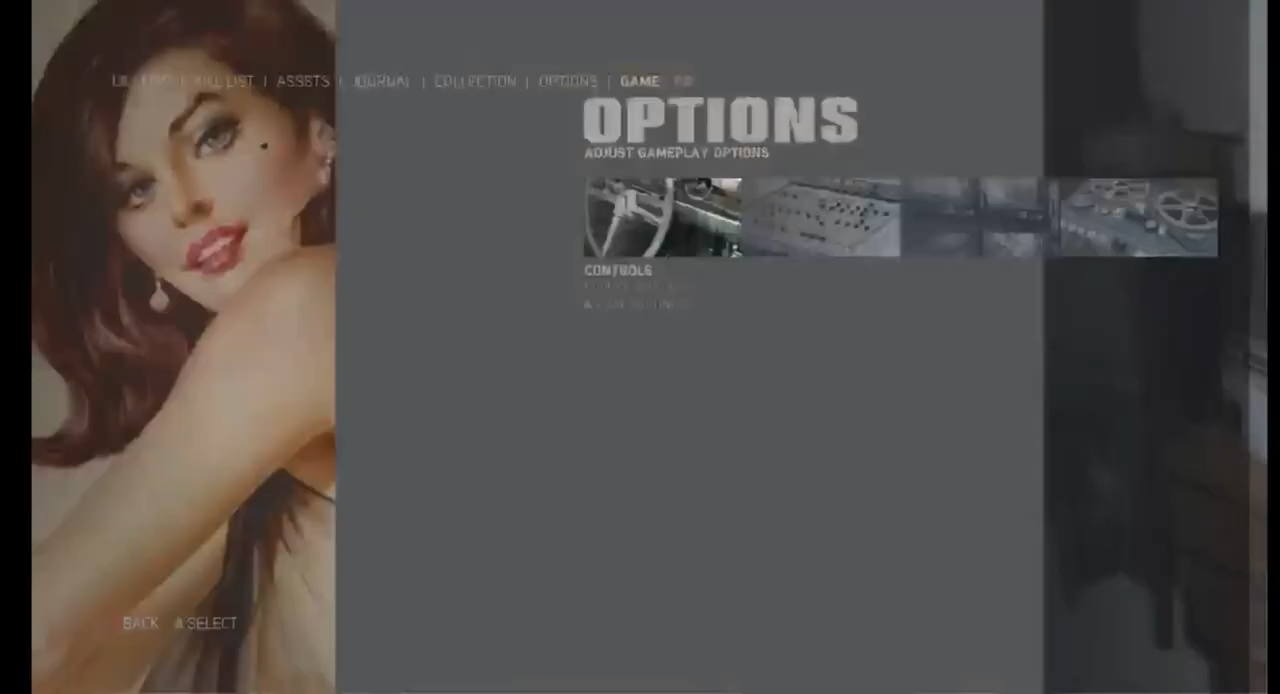 KILL LIST | ASSETS | JOURNAL | COLLECTION | OPTIONS | GAME
OPTIONS
ADJUST GAMEPLAY OPTIONS
CONTROLS
BACK A SELECT